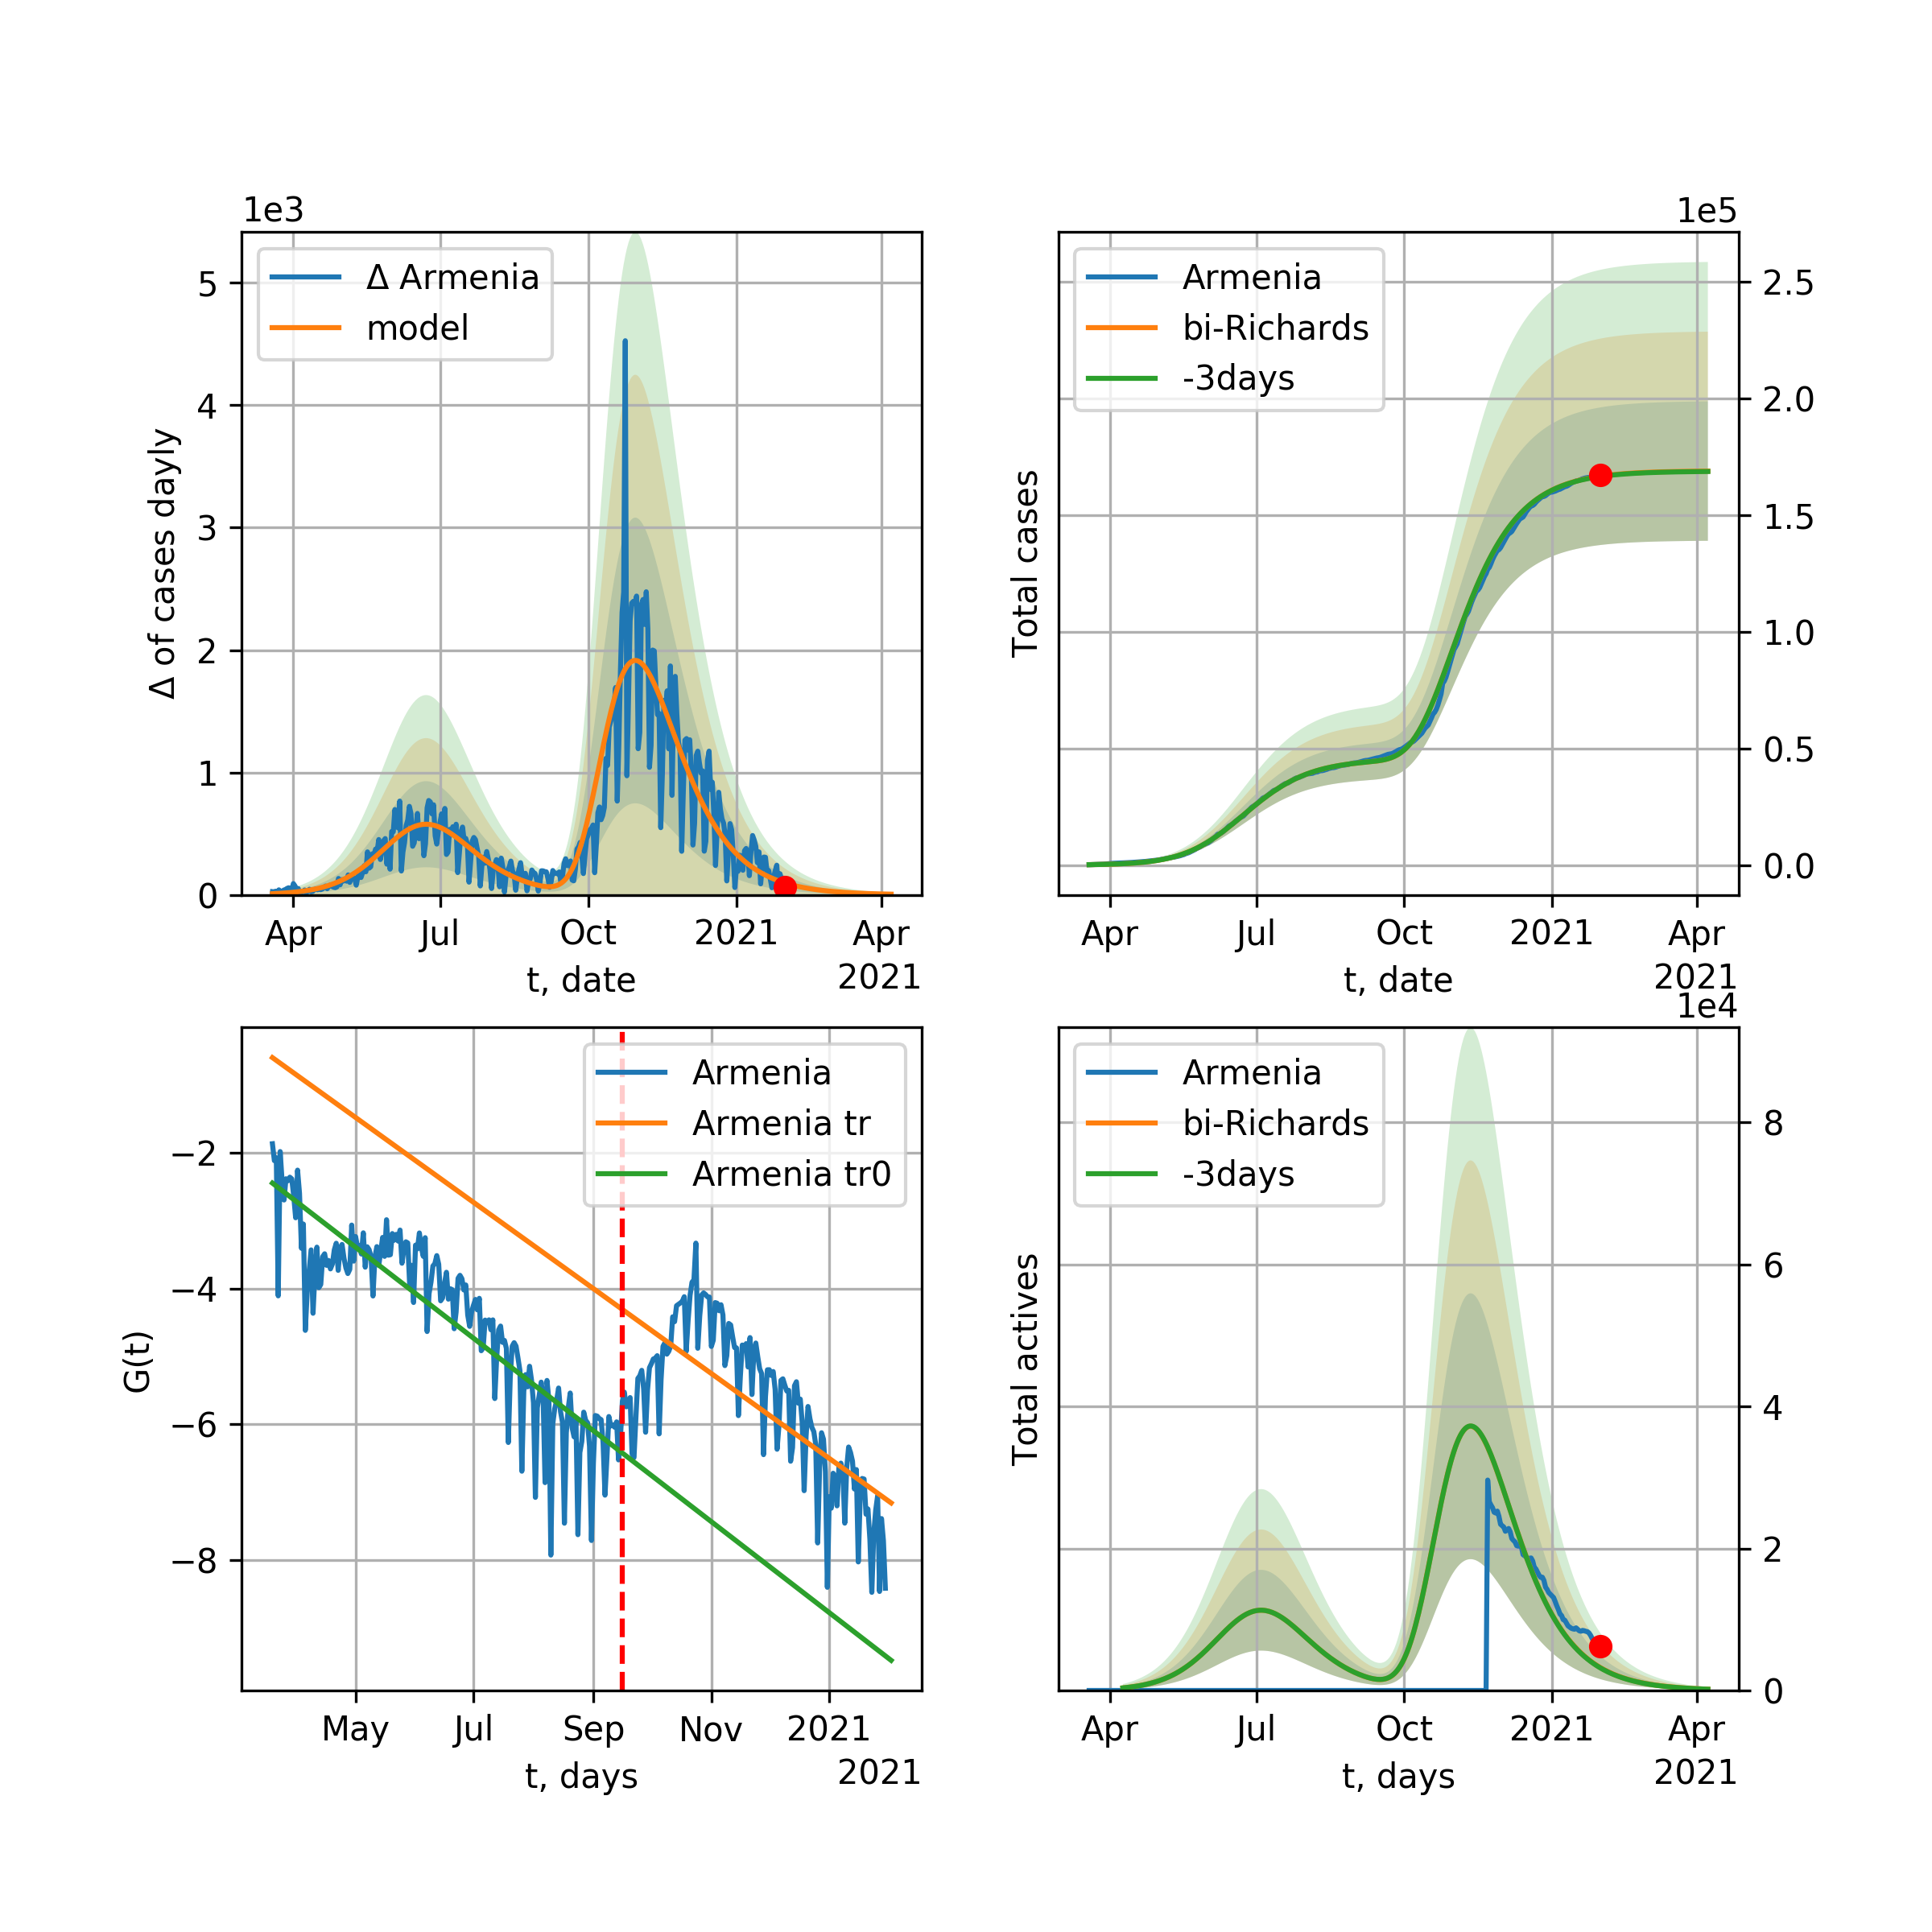 1e3
Δ of cases dayly
5
4
3
2
1
0
Δ Armenia
model
Apr
Jul
Oct
2021
Apr
2021
t, date
1e5
Total cases
Armenia
bi-Richards
-3days
2.5
2.0
1.5
1.0
0.5
0.0
Apr
Jul
Oct
2021
Apr
2021
t, date
G(t)
−2
−4
−6
−8
Armenia
Armenia tr
Armenia tr0
May
Jul
Sep
Nov
2021
2021
t, days
1e4
Total actives
Armenia
bi-Richards
-3days
8
6
4
2
0
Apr
Jul
Oct
2021
Apr
2021
t, days